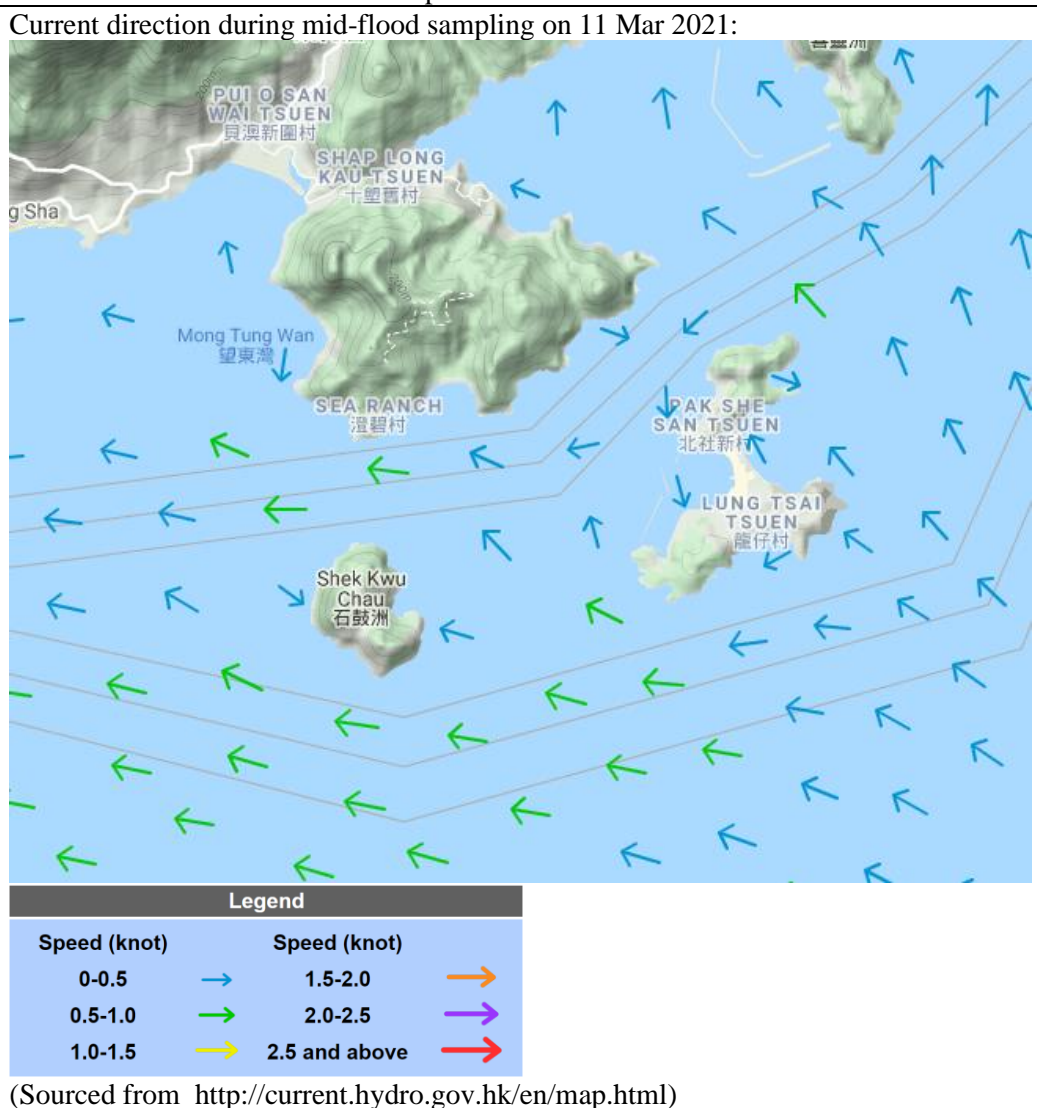 Current direction during mid-flood sampling on 11 Mar 2021:
PUI O SAN
WAI TSUEN
貝澳新圍村
SHAP LONG
KAU TSUEN
十塱舊村
g Sha
Mong Tung Wan
望東灣
SEA RANCH
澄碧村
PAK SHE
SAN TSUEN
北社新村
LUNG TSAI
TSUEN
龍仔村
Shek Kwu
Chau
石鼓洲
Legend
Speed (knot) Speed (knot)
0-0.5 1.5-2.0
0.5-1.0 2.0-2.5
1.0-1.5 2.5 and above
(Sourced from http://current.hydro.gov.hk/en/map.html)